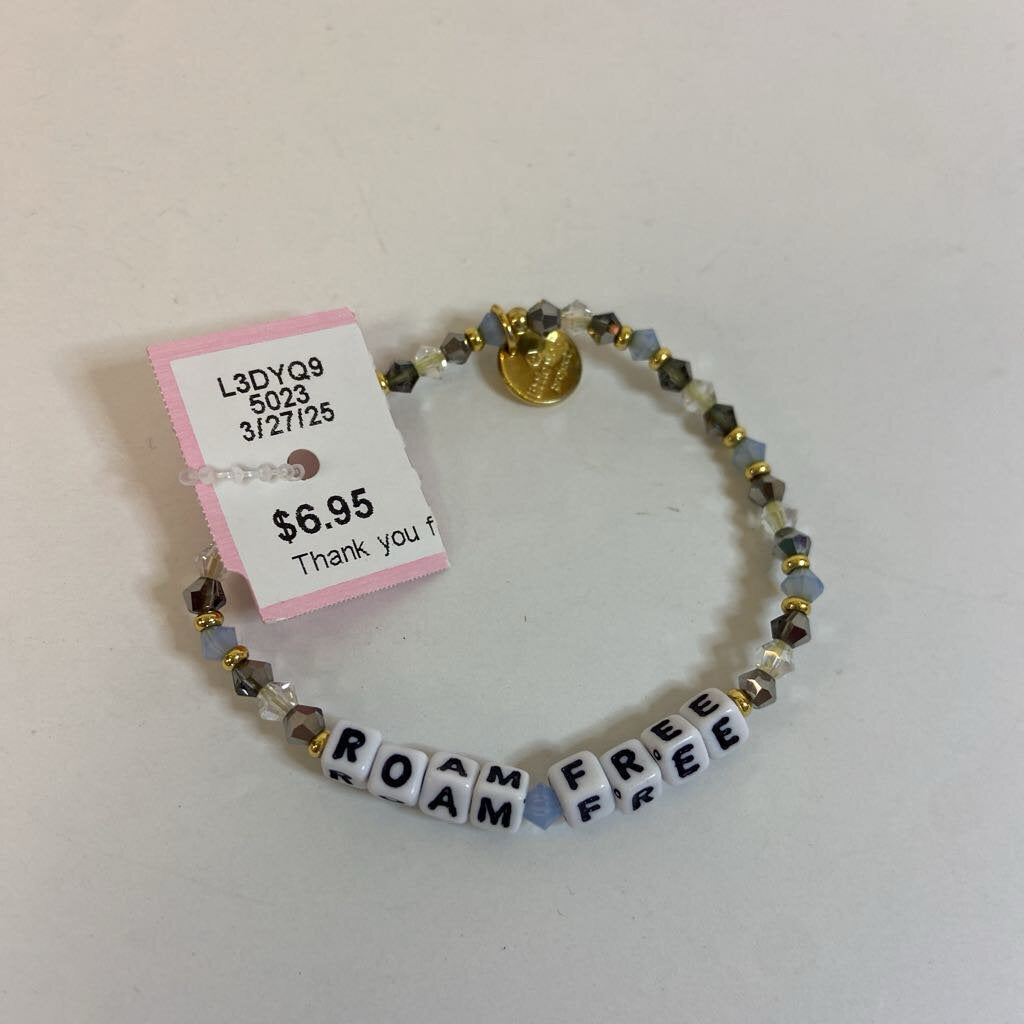 L3DYQ9
5023
3/27/25
$6.95
Thank you f
ROAM FREE